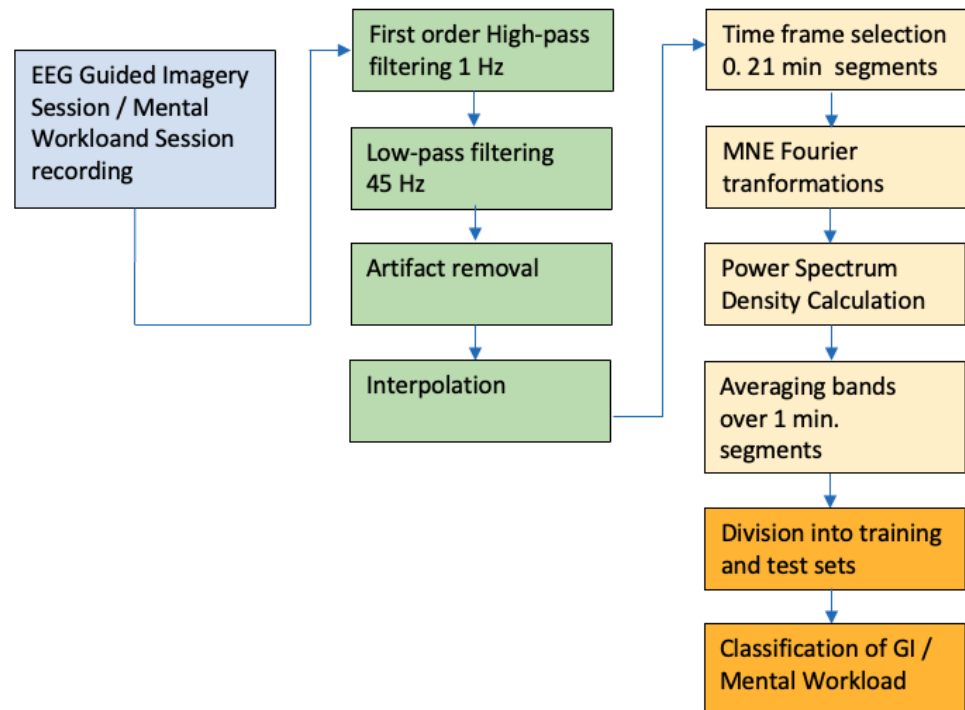 EEG Guided Imagery
Session / Mental
Workloand Session
recording
First order High-pass
filtering 1 Hz
Low-pass filtering
45 Hz
Artifact removal
Interpolation
Time frame selection
0. 21 min  segments
MNE Fourier
tranformations
Power Spectrum
Density Calculation
Averaging bands
over 1 min.
segments
Division into training
and test sets
Classification of GI /
Mental Workload